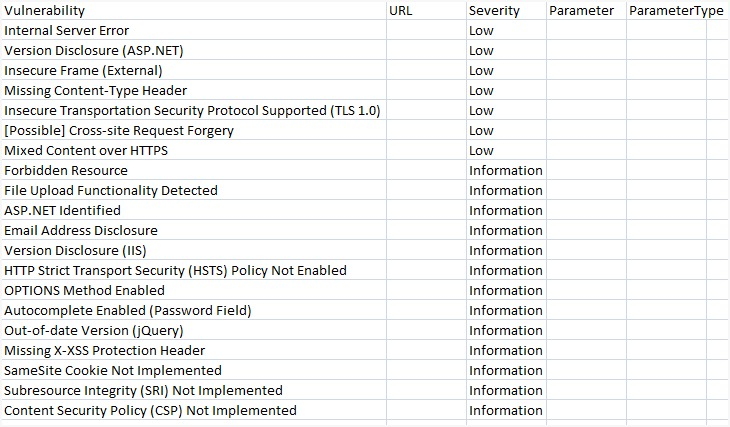 Vulnerability URL Severity Parameter ParameterType
Internal Server Error Low
Version Disclosure (ASP.NET) Low
Insecure Frame (External) Low
Missing Content-Type Header Low
Insecure Transportation Security Protocol Supported (TLS 1.0) Low
[Possible] Cross-site Request Forgery Low
Mixed Content over HTTPS Low
Forbidden Resource Information
File Upload Functionality Detected Information
ASP.NET Identified Information
Email Address Disclosure Information
Version Disclosure (IIS) Information
HTTP Strict Transport Security (HSTS) Policy Not Enabled Information
OPTIONS Method Enabled Information
Autocomplete Enabled (Password Field) Information
Out-of-date Version (jQuery) Information
Missing X-XSS Protection Header Information
SameSite Cookie Not Implemented Information
Subresource Integrity (SRI) Not Implemented Information
Content Security Policy (CSP) Not Implemented Information